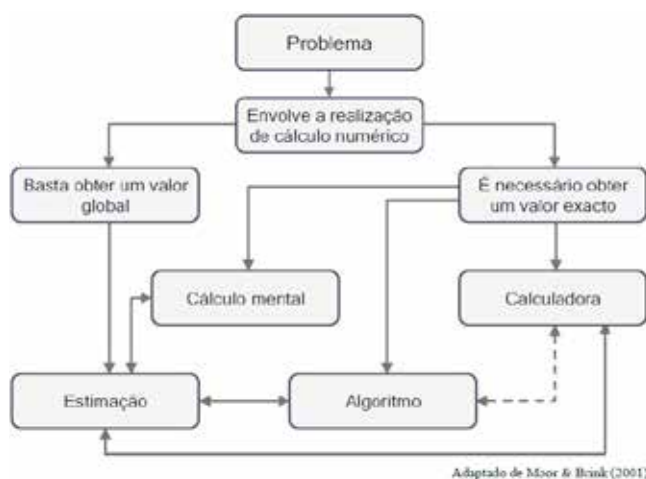 Problema
Envolve a realização
de cálculo numérico
Basta obter um valor
global
É necessário obter
um valor exacto
Cálculo mental
Calculadora
Estimação
Algoritmo
Adaptado de Moor & Brink (2001)